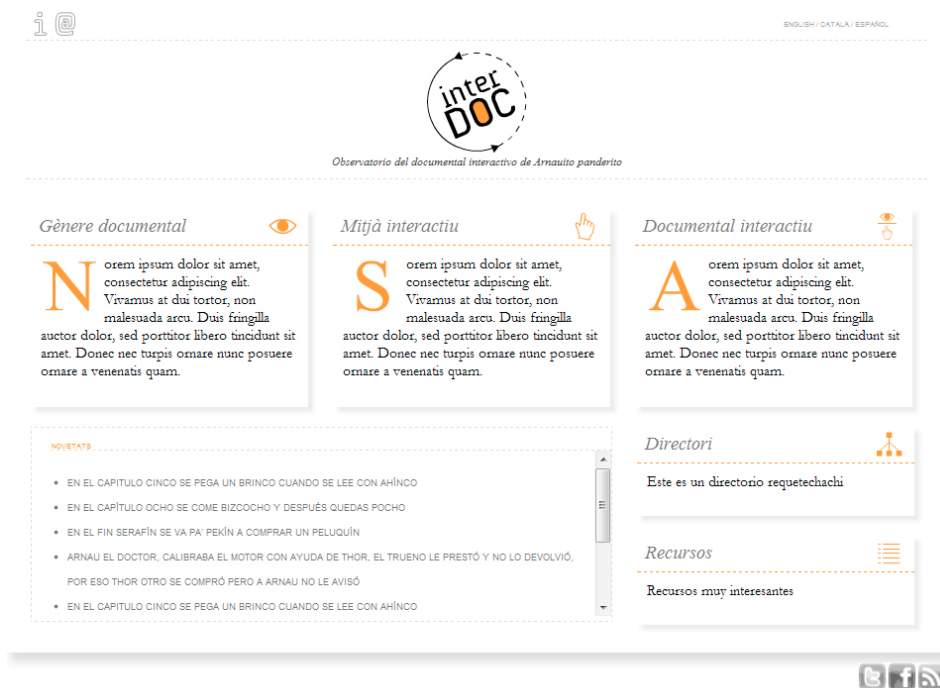 i @
ENGLISH / CATALÀ / ESPAÑOL
inter
DOC
Observatorio del documental interactivo de Arnauito panderito
Gènere documental
Norem ipsum dolor sit amet,
consectetur adipiscing elit.
Vivamus at dui tortor, non
malesuada arcu. Duis fringilla
auctor dolor, sed porttitor libero tincidunt sit
amet. Donec nec turpis ornare nunc posuere
ornare a venenatis quam.
Mitjà interactiu
Sorem ipsum dolor sit amet,
consectetur adipiscing elit.
Vivamus at dui tortor, non
malesuada arcu. Duis fringilla
auctor dolor, sed porttitor libero tincidunt sit
amet. Donec nec turpis ornare nunc posuere
ornare a venenatis quam.
Documental interactiu
Aorem ipsum dolor sit amet,
consectetur adipiscing elit.
Vivamus at dui tortor, non
malesuada arcu. Duis fringilla
auctor dolor, sed porttitor libero tincidunt sit
amet. Donec nec turpis ornare nunc posuere
ornare a venenatis quam.
NOVETATS
EN EL CAPITULO CINCO SE PEGA UN BRINCO CUANDO SE LEE CON AHÎNCO
EN EL CAPÎTULO OCHO SE COME BIZCOCHO Y DESPUÉS QUEDAS POCHO
EN EL FIN SERAFÎN SE VA PA' PEKÎN A COMPRAR UN PELUQUÎN
ARNAU EL DOCTOR, CALIBRABA EL MOTOR CON AYUDA DE THOR, EL TRUENO LE PRESTÓ Y NO LO DEVOLVIÓ,
POR ESO THOR OTRO SE COMPRÓ PERO A ARNAU NO LE AVISÓ
EN EL CAPITULO CINCO SE PEGA UN BRINCO CUANDO SE LEE CON AHÎNCO
Directori
Este es un directorio requetechachi
Recursos
Recursos muy interesantes